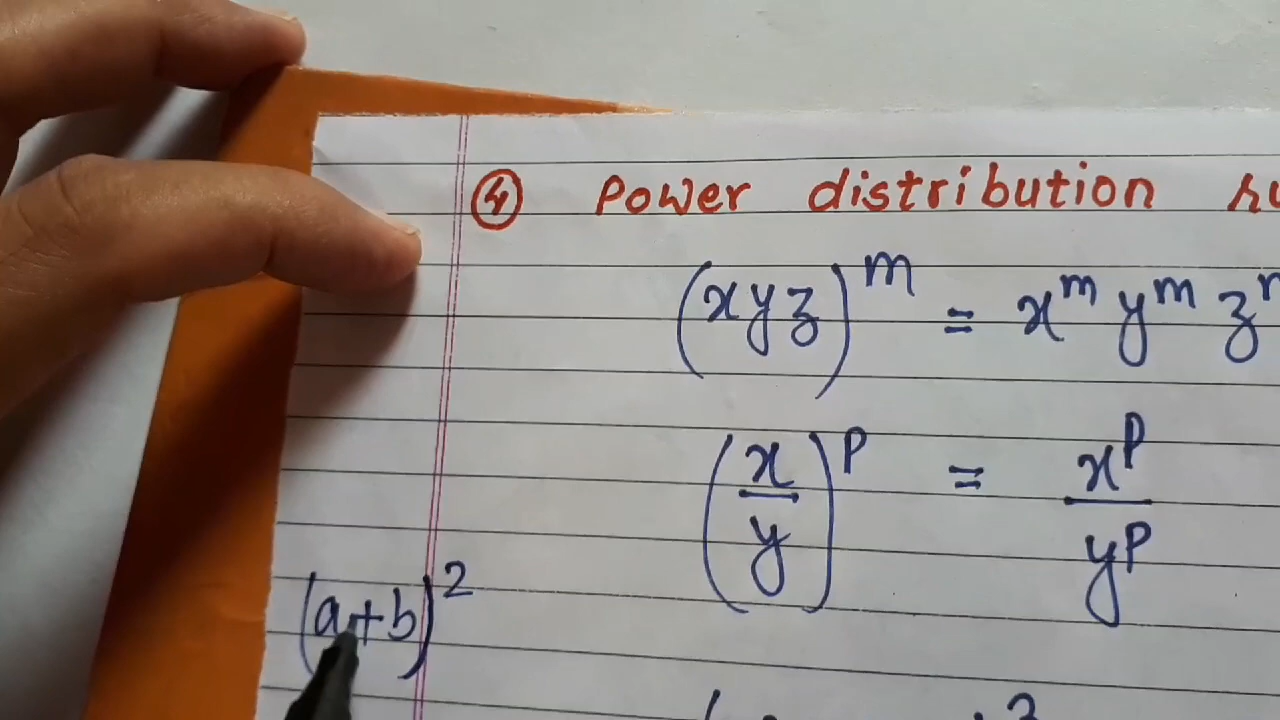 ④ Power distribution
(xyz)^m = x^m y^m z
(x/y)^p = x^p/y^p
(a+b)^2